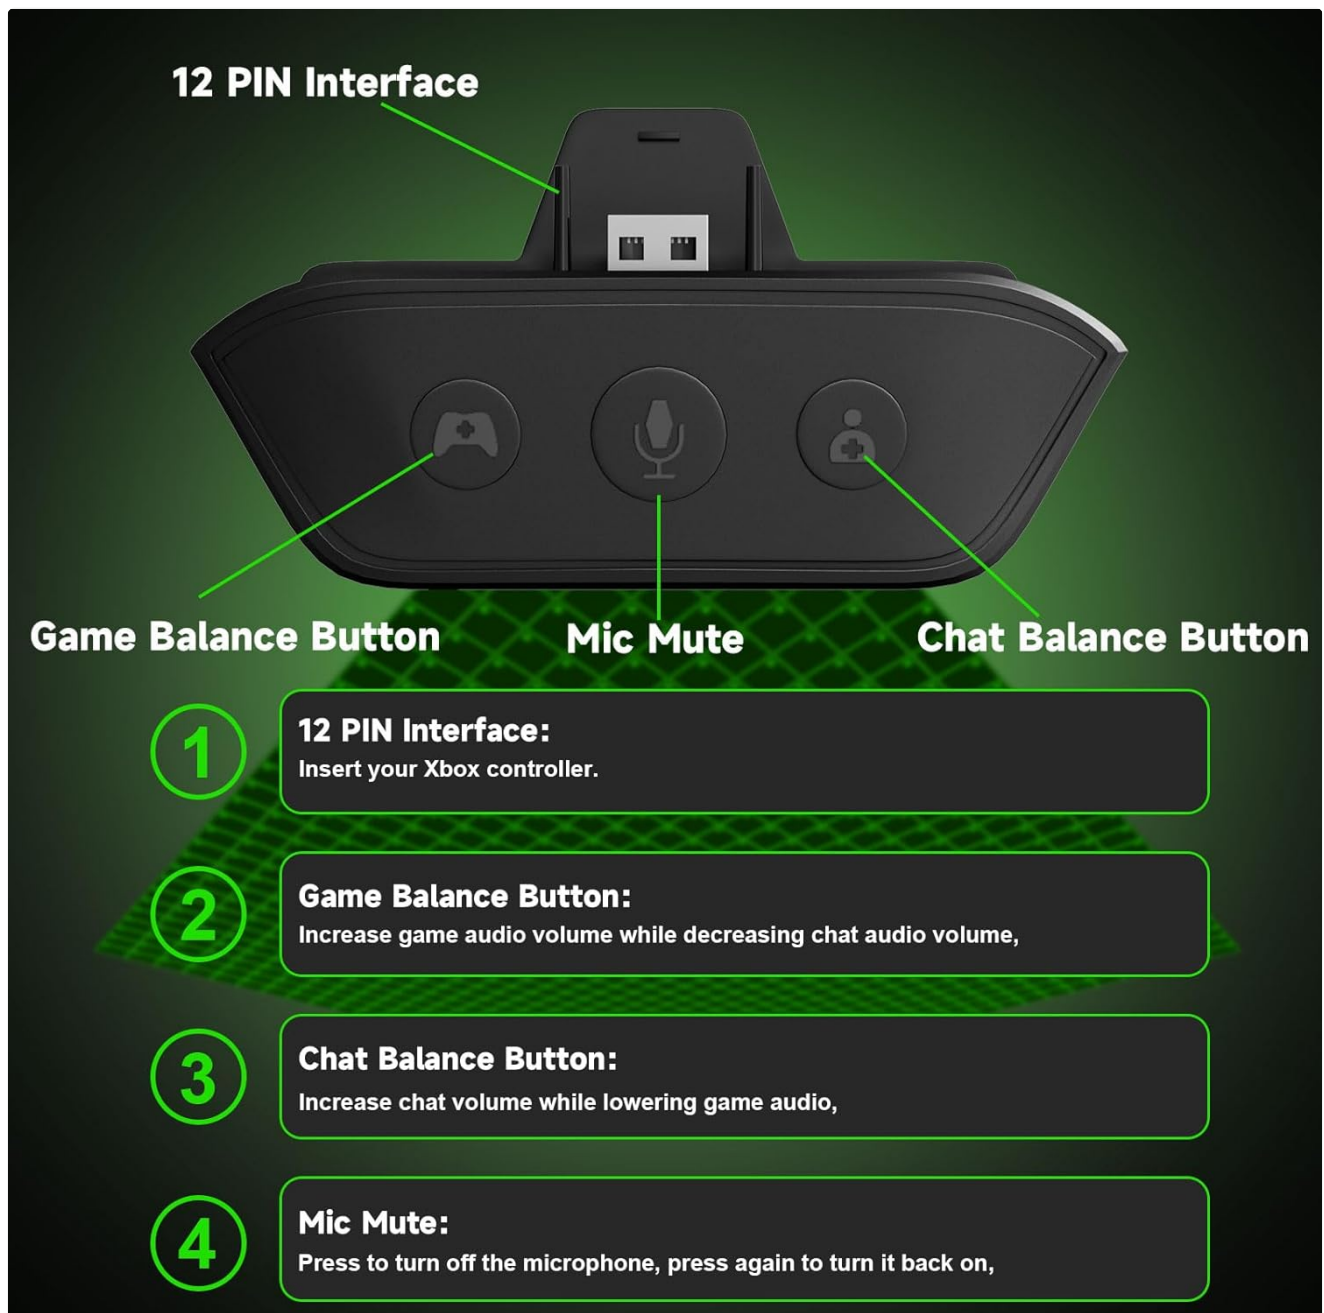 12 PIN Interface
Game Balance Button
Mic Mute
Chat Balance Button
1
12 PIN Interface:
Insert your Xbox controller.
2
Game Balance Button:
Increase game audio volume while decreasing chat audio volume,
3
Chat Balance Button:
Increase chat volume while lowering game audio,
4
Mic Mute:
Press to turn off the microphone, press again to turn it back on,